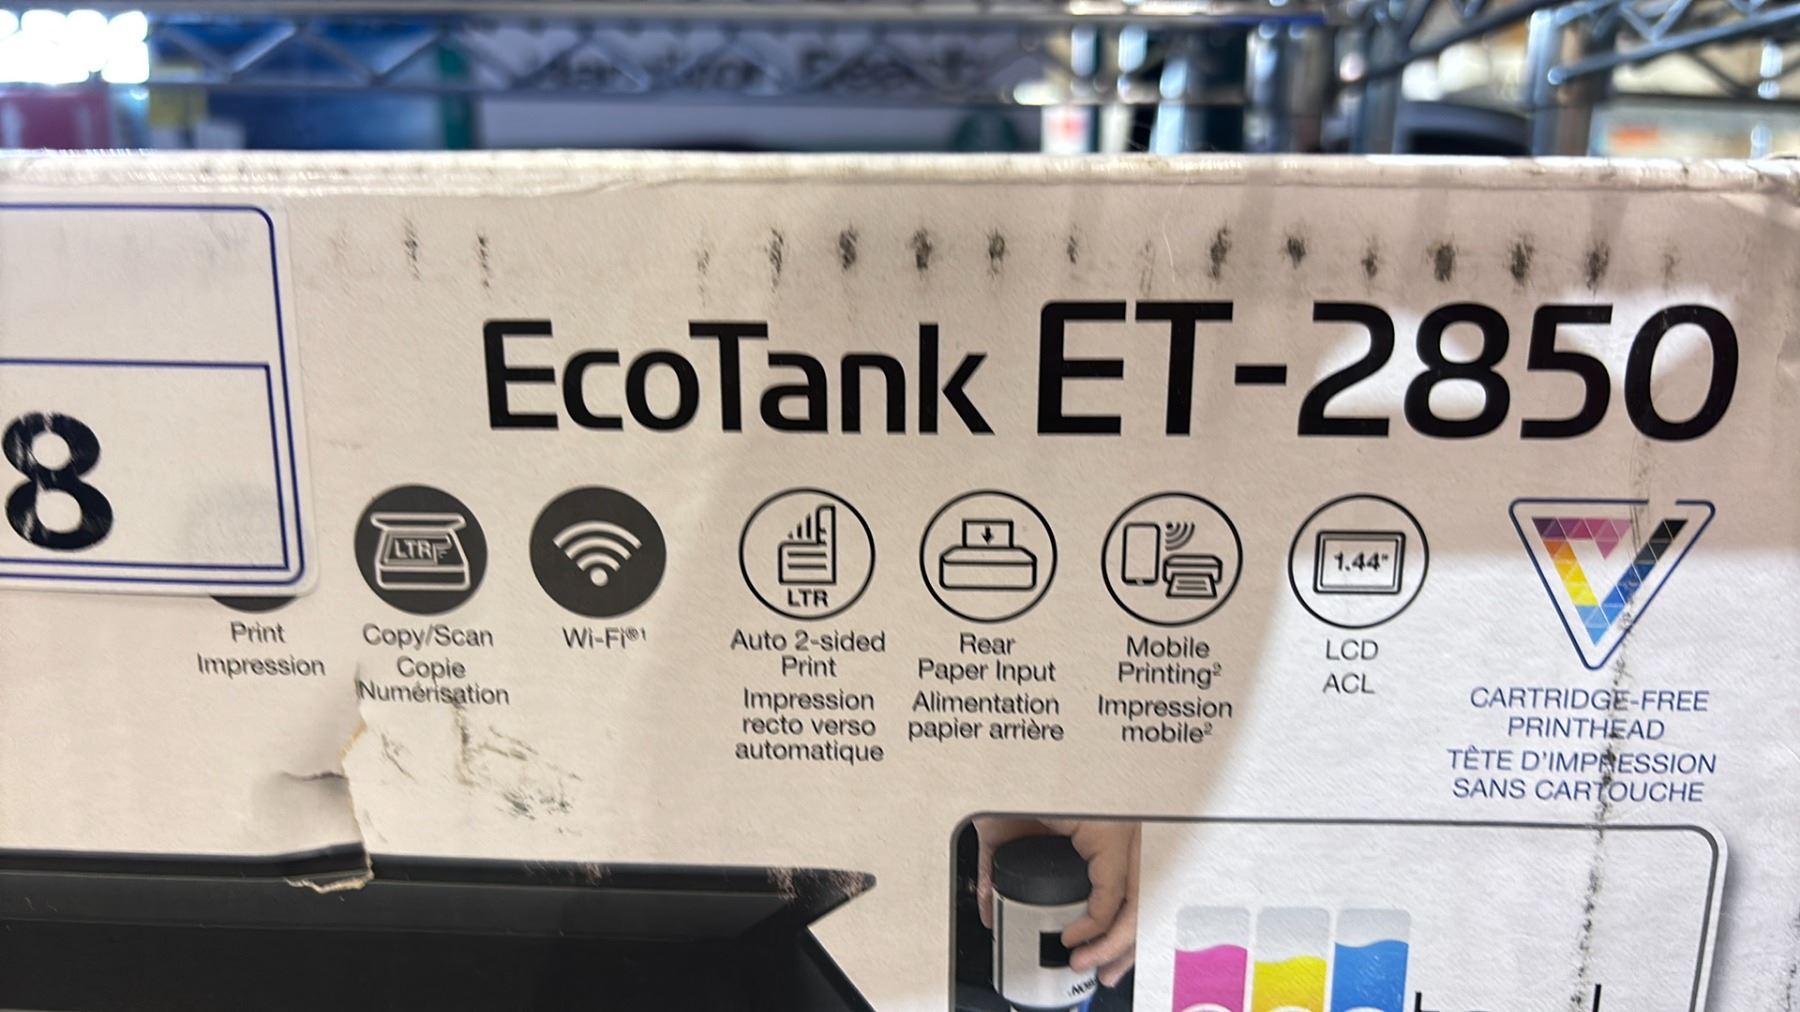 EcoTank ET-2850
8
LTR
LTR
1.44"
Print
Impression
Copy/Scan
Copie
Numérisation
Wi-Fi®¹
Auto 2-sided
Print
Impression
recto verso
automatique
Rear
Paper Input
Alimentation
papier arrière
Mobile
Printing²
Impression
mobile²
LCD
ACL
CARTRIDGE-FREE
PRINTHEAD
TÊTE D'IMPRESSION
SANS CARTOUCHE